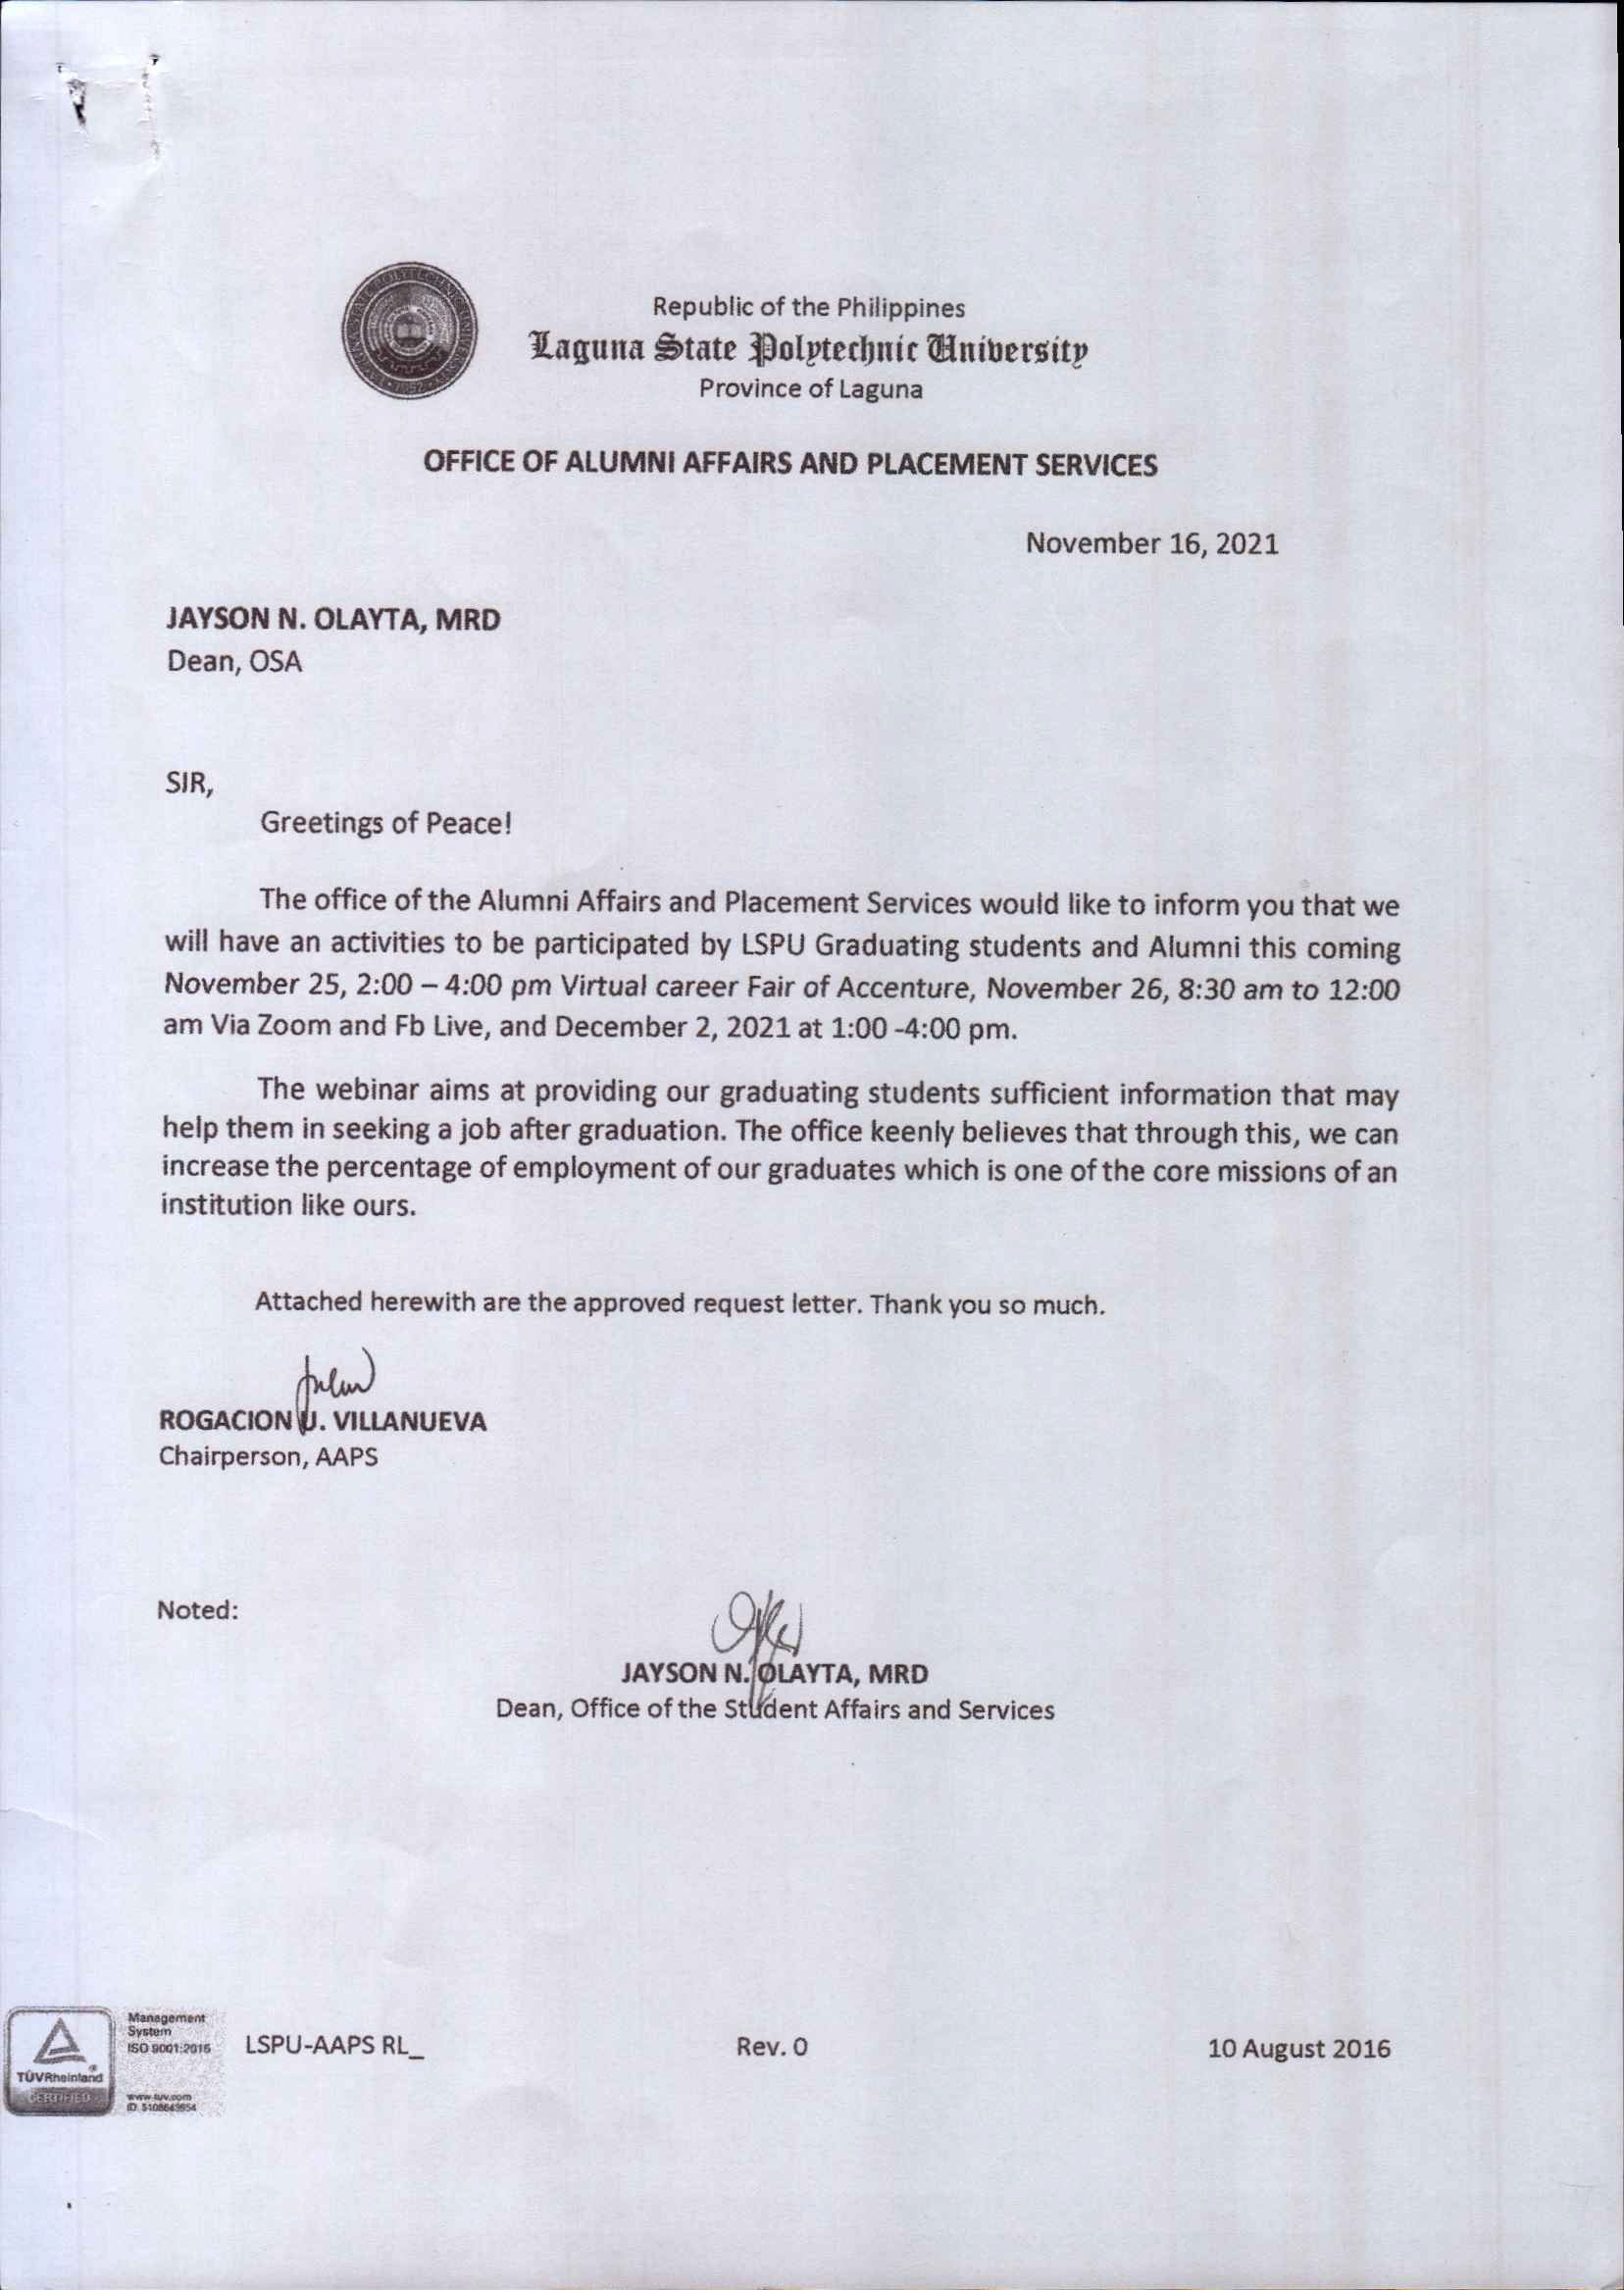 Republic of the Philippines
Laguna State Polytechnic University
Province of Laguna
OFFICE OF ALUMNI AFFAIRS AND PLACEMENT SERVICES
November 16, 2021
JAYSON N. OLAYTA, MRD
Dean, OSA
SIR,
Greetings of Peace!
The office of the Alumni Affairs and Placement Services would like to inform you that we
will have an activities to be participated by LSPU Graduating students and Alumni this coming
November 25, 2:00 – 4:00 pm Virtual career Fair of Accenture, November 26, 8:30 am to 12:00
am Via Zoom and Fb Live, and December 2, 2021 at 1:00 -4:00 pm.
The webinar aims at providing our graduating students sufficient information that may
help them in seeking a job after graduation. The office keenly believes that through this, we can
increase the percentage of employment of our graduates which is one of the core missions of an
institution like ours.
Attached herewith are the approved request letter. Thank you so much.
ROGACION U. VILLANUEVA
Chairperson, AAPS
Noted:
JAYSON N. OLAYTA, MRD
Dean, Office of the Student Affairs and Services
Management
System
ISO 9001:2015
TÜVRheinland
CERTIFIED
www.tuv.com
LSPU-AAPS RL_
Rev. 0
10 August 2016